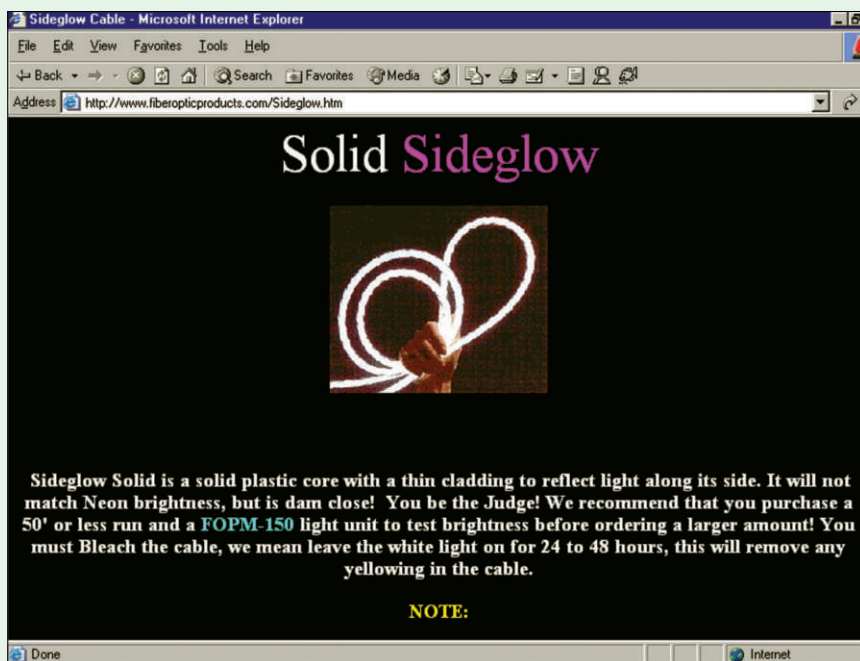 Sideglow Cable - Microsoft Internet Explorer
File Edit View Favorites Tools Help
Back Search Favorites Media
Address http://www.fiberopticproducts.com/Sideglow.htm
Solid Sideglow
Sideglow Solid is a solid plastic core with a thin cladding to reflect light along its side. It will not
match Neon brightness, but is dam close! You be the Judge! We recommend that you purchase a
50' or less run and a FOPM-150 light unit to test brightness before ordering a larger amount! You
must Bleach the cable, we mean leave the white light on for 24 to 48 hours, this will remove any
yellowing in the cable.
NOTE:
Done Internet